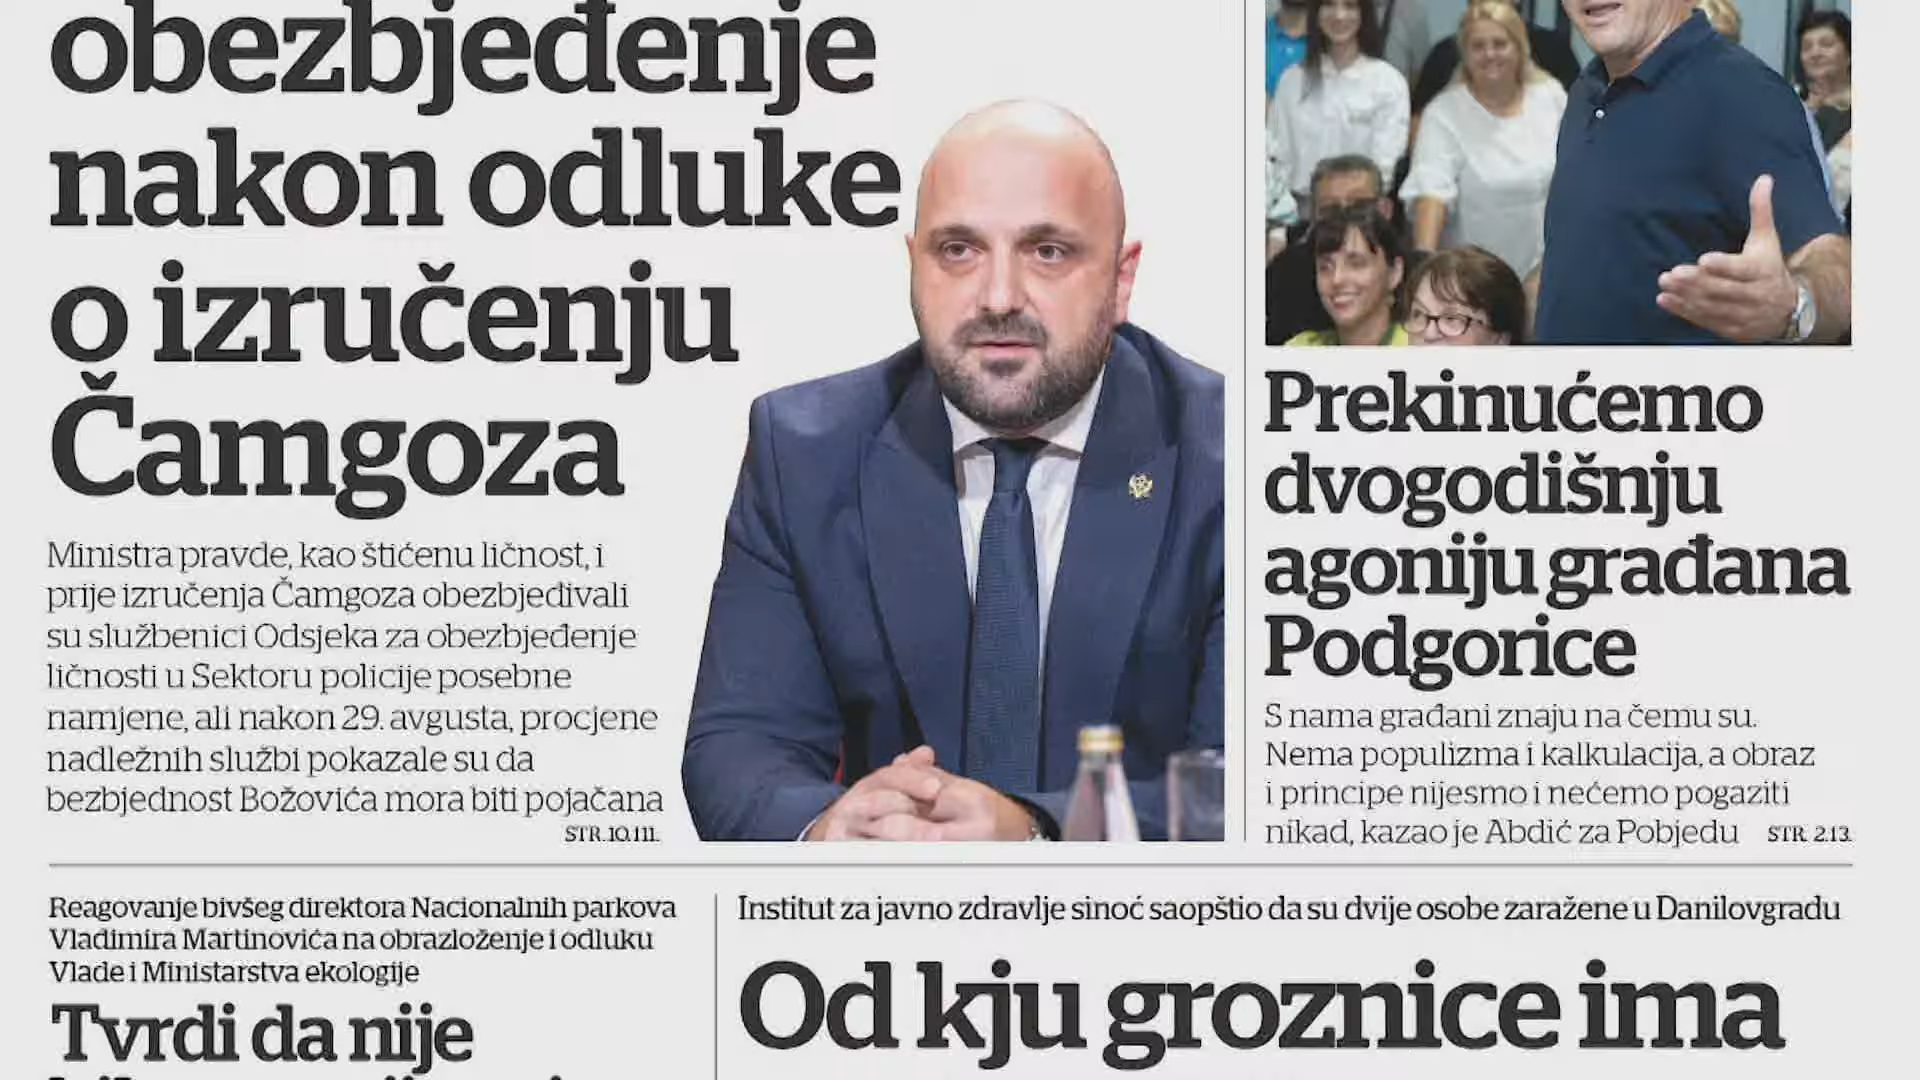 obezbjeđenje
nakon odluke
o izručenju
Čamgoza
Ministra pravde, kao štićenu ličnost, i
prije izručenja Čamgoza obezbjeđivali
su službenici Odsjeka za obezbjeđenje
ličnosti u Sektoru policije posebne
namjene, ali nakon 29. avgusta, procjene
nadležnih službi pokazale su da
bezbjednost Božovića mora biti pojačana
STR. 10.111.
Prekinućemo
dvogodišnju
agoniju građana
Podgorice
S nama građani znaju na čemu su.
Nema populizma i kalkulacija, a obraz
i principe nijesmo i nećemo pogaziti
nikad, kazao je Abdić za Pobjedu STR. 2.13.
Reagovanje bivšeg direktora Nacionalnih parkova
Vladimira Martinovića na obrazloženje i odluku
Vlade i Ministarstva ekologije
Tvrdi da nije
Institut za javno zdravlje sinoć saopštio da su dvije osobe zaražene u Danilovgradu
Od kju groznice ima